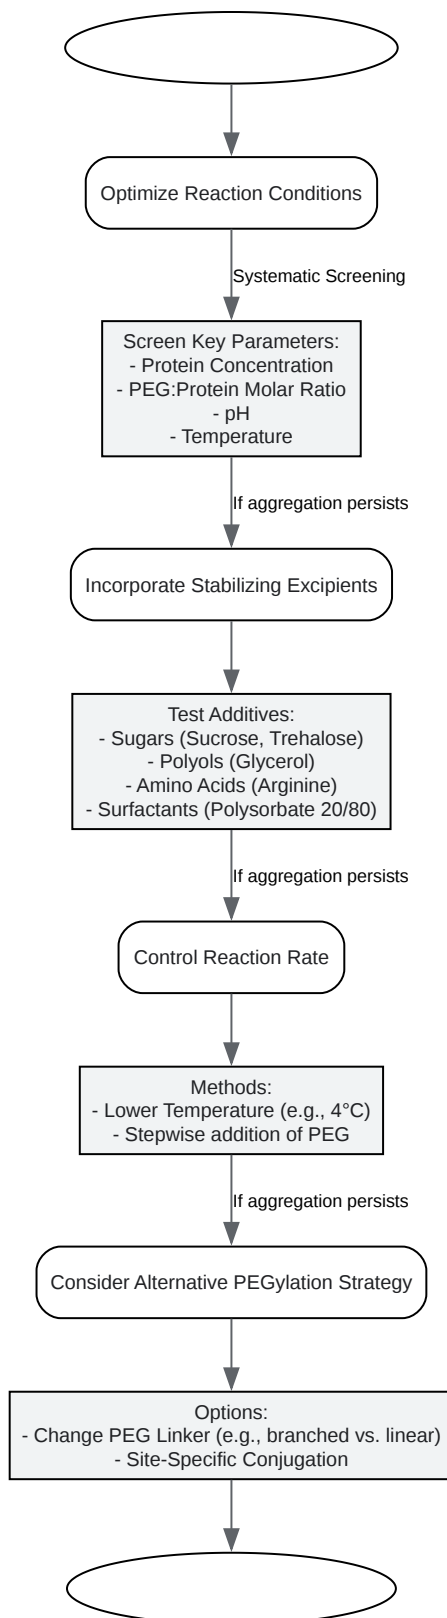 Optimize Reaction Conditions
Systematic Screening
Screen Key Parameters:
- Protein Concentration
- PEG:Protein Molar Ratio
- pH
- Temperature
If aggregation persists
Incorporate Stabilizing Excipients
Test Additives:
- Sugars (Sucrose, Trehalose)
- Polyols (Glycerol)
- Amino Acids (Arginine)
- Surfactants (Polysorbate 20/80)
If aggregation persists
Control Reaction Rate
Methods:
- Lower Temperature (e.g., 4°C)
- Stepwise addition of PEG
If aggregation persists
Consider Alternative PEGylation Strategy
Options:
- Change PEG Linker (e.g., branched vs. linear)
- Site-Specific Conjugation